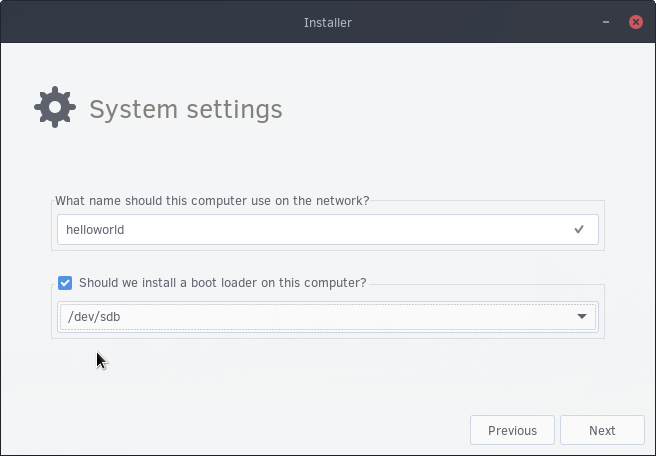 Installer
System settings
What name should this computer use on the network?
helloworld
Should we install a boot loader on this computer?
/dev/sdb
Previous
Next